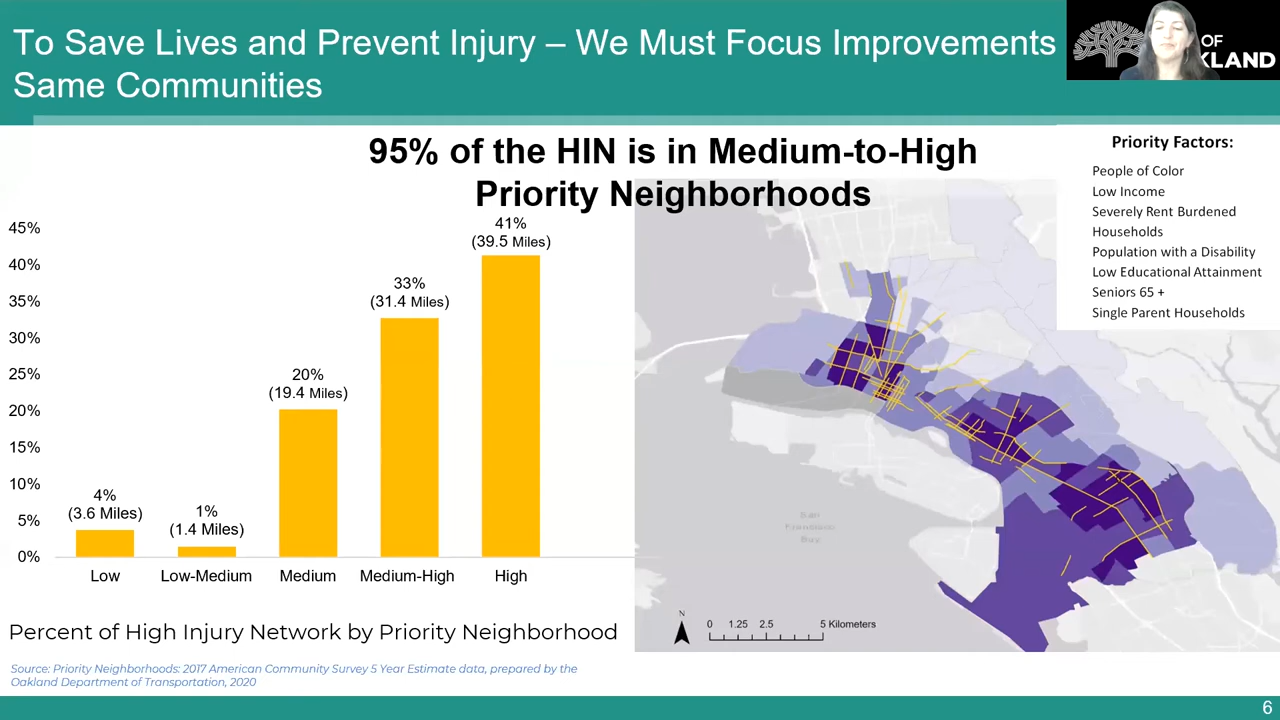 To Save Lives and Prevent Injury – We Must Focus Improvements
Same Communities
OF
KLAND
95% of the HIN is in Medium-to-High
Priority Neighborhoods
Priority Factors:
People of Color
Low Income
Severely Rent Burdened
Households
Population with a Disability
Low Educational Attainment
Seniors 65 +
Single Parent Households
45%
40%
35%
30%
25%
20%
15%
10%
5%
0%
4%
(3.6 Miles)
1%
(1.4 Miles)
20%
(19.4 Miles)
33%
(31.4 Miles)
41%
(39.5 Miles)
Low
Low-Medium
Medium
Medium-High
High
San
Francisco
Bay
N
0 1.25 2.5 5 Kilometers
Percent of High Injury Network by Priority Neighborhood
Source: Priority Neighborhoods: 2017 American Community Survey 5 Year Estimate data, prepared by the
Oakland Department of Transportation, 2020
6